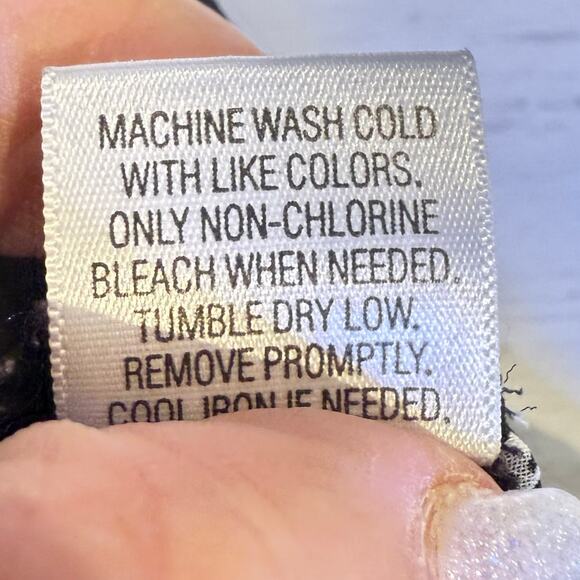 MACHINE WASH COLD
WITH LIKE COLORS.
ONLY NON-CHLORINE
BLEACH WHEN NEEDED.
TUMBLE DRY LOW.
REMOVE PROMPTLY.
COOL IRON IF NEEDED.